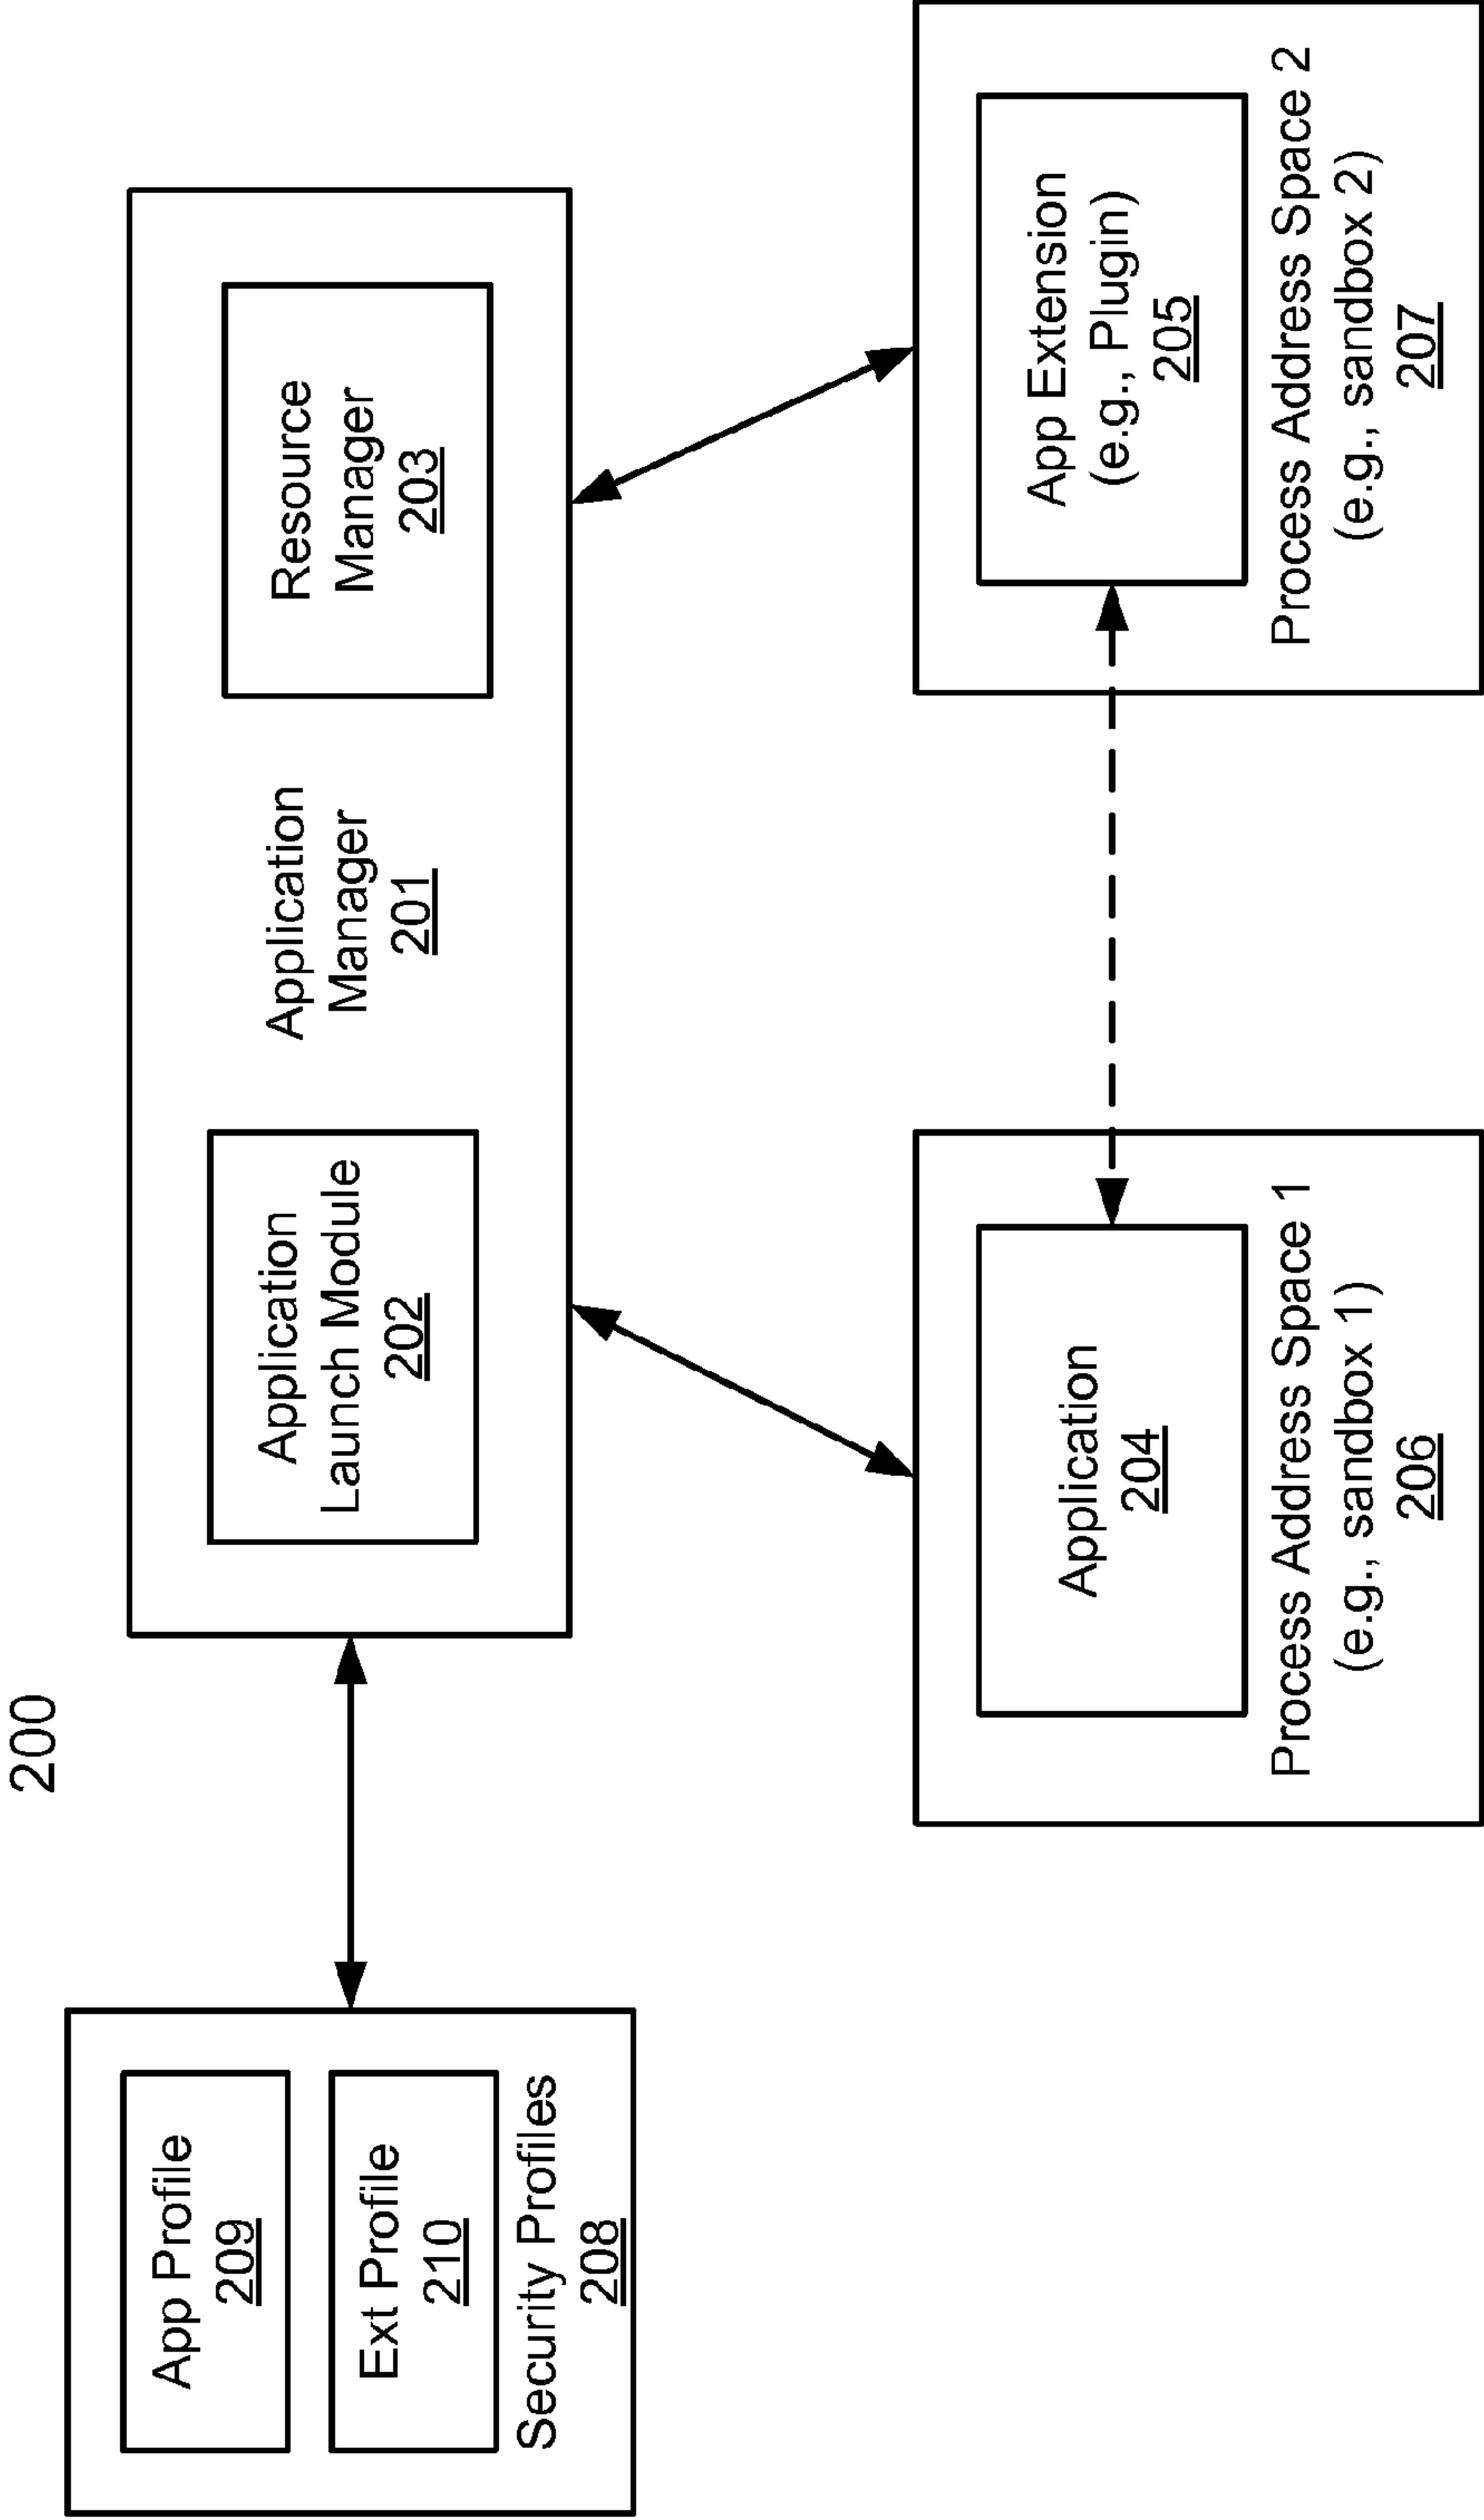 200
App Profile
209
Ext Profile
210
Security Profiles
208
Application
Launch Module
202
Application
Manager
201
Resource
Manager
203
Application
204
Process Address Space 1
(e.g., sandbox 1)
206
App Extension
(e.g., Plugin)
205
Process Address Space 2
(e.g., sandbox 2)
207